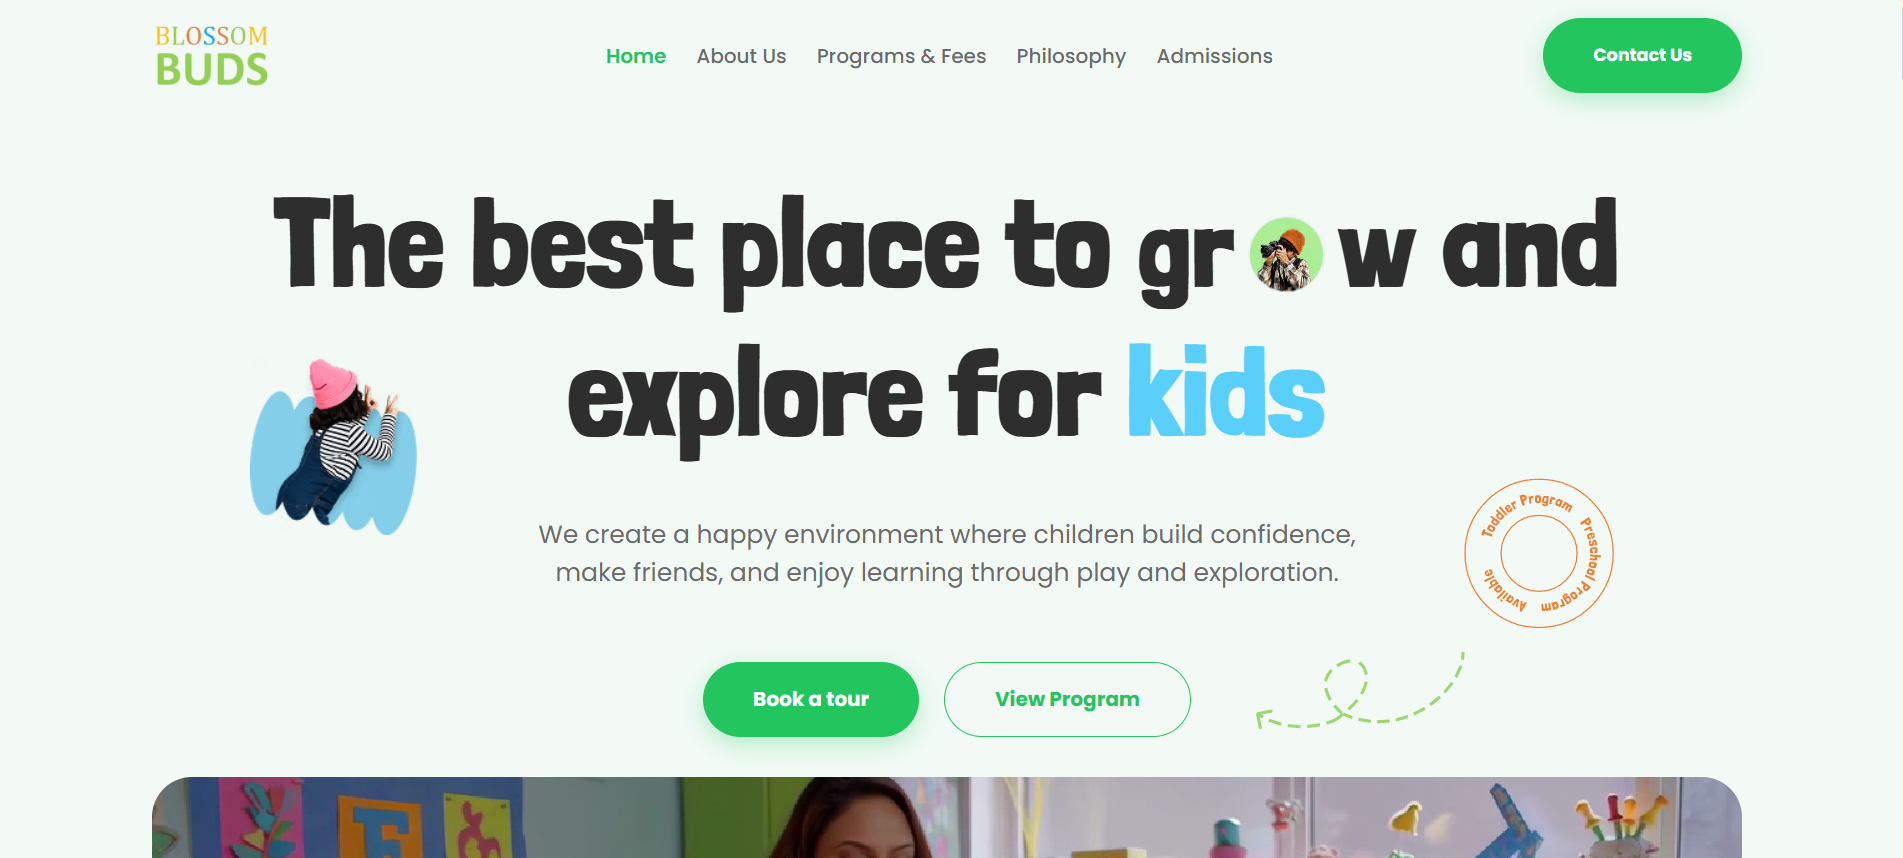 BLOSSOM
BUDS
Home About Us Programs & Fees Philosophy Admissions
Contact Us
The best place to grow and
explore for kids
We create a happy environment where children build confidence,
make friends, and enjoy learning through play and exploration.
Toddler Program Preschool Program Available
Book a tour View Program
F